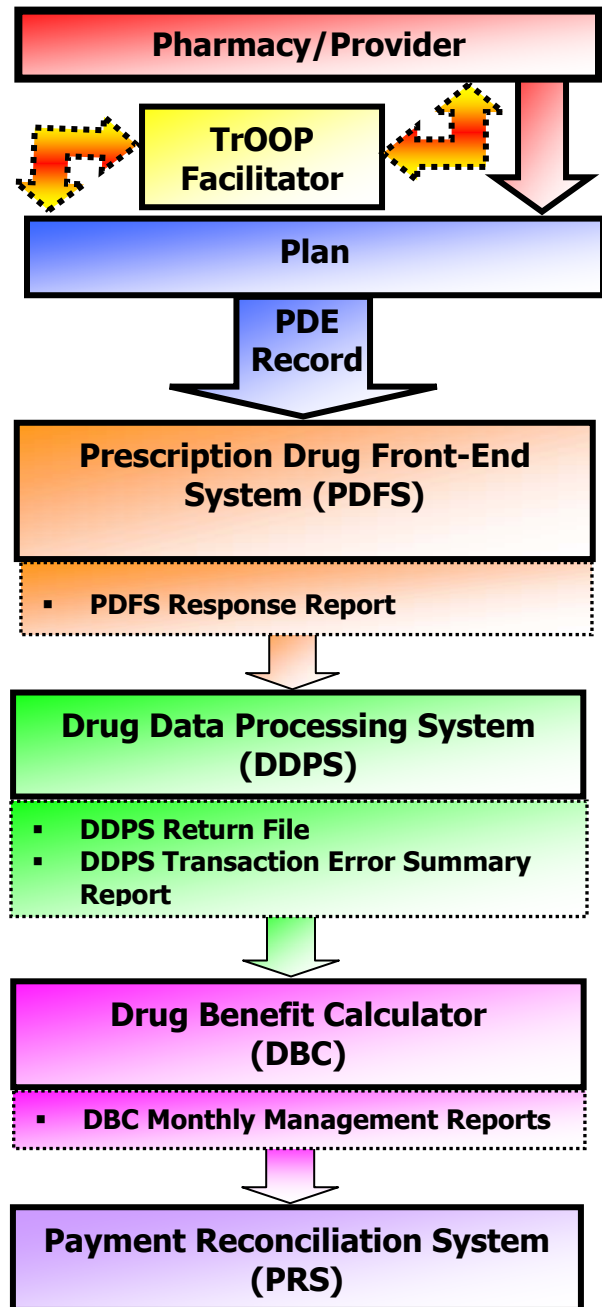 Pharmacy/Provider
TrOOP
Facilitator
Plan
PDE
Record
Prescription Drug Front-End
System (PDFS)
▪ PDFS Response Report
Drug Data Processing System
(DDPS)
▪ DDPS Return File
▪ DDPS Transaction Error Summary
Report
Drug Benefit Calculator
(DBC)
▪ DBC Monthly Management Reports
Payment Reconciliation System
(PRS)